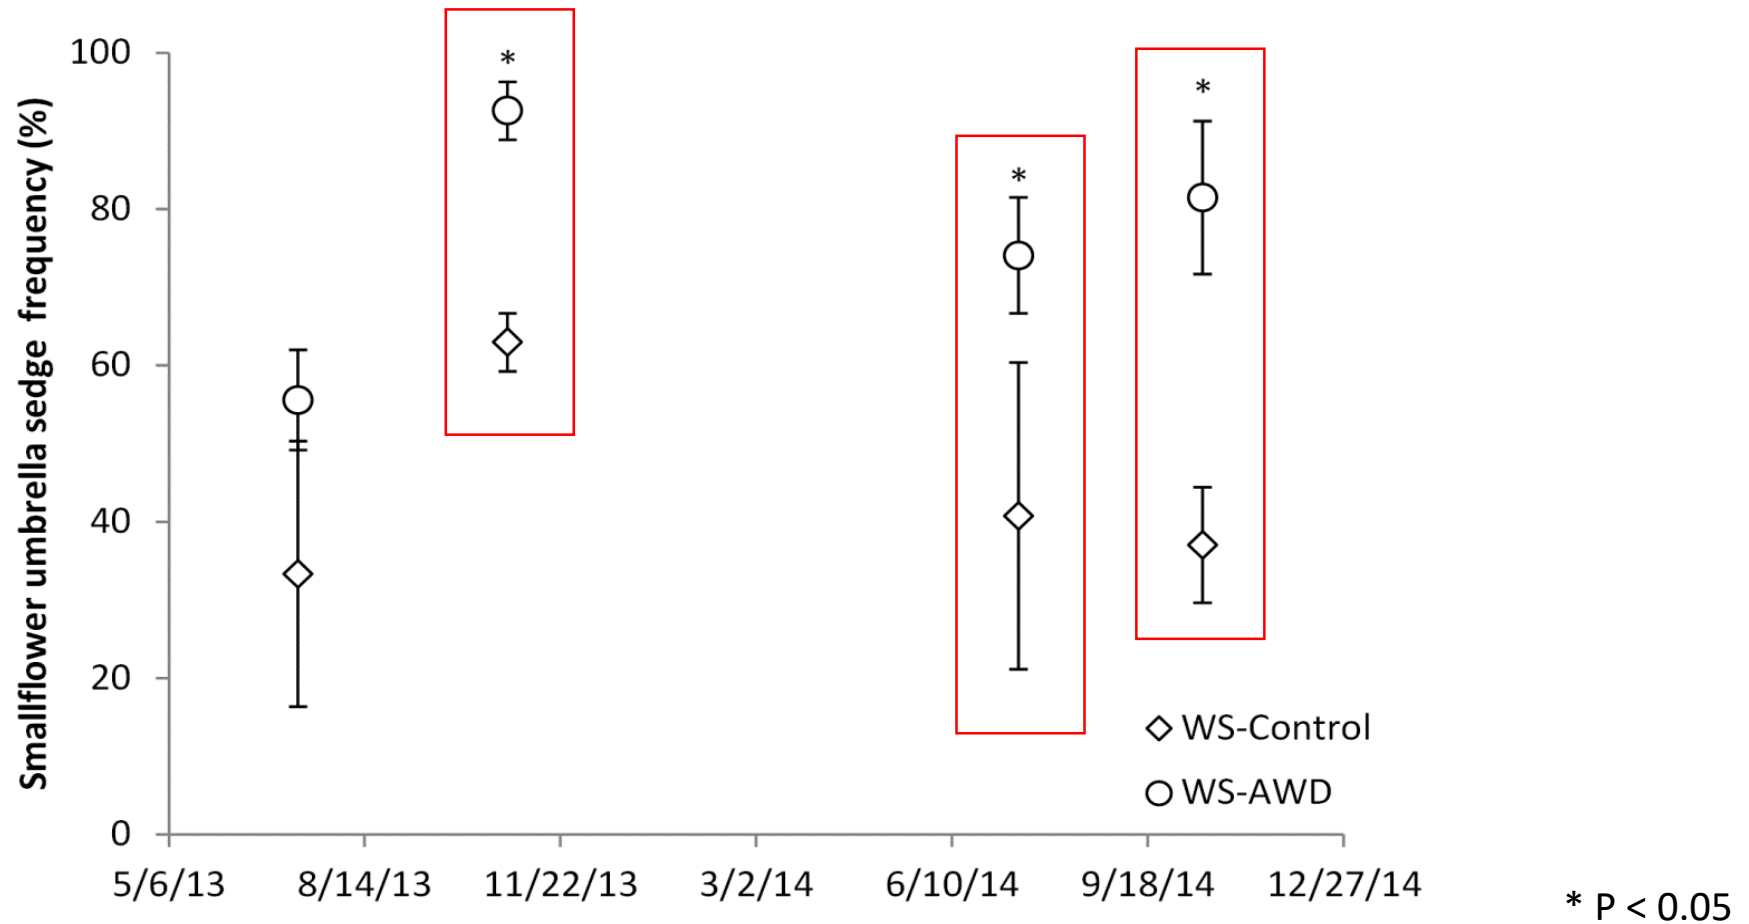 Smallflower umbrella sedge frequency (%)
100
80
60
40
20
0
*
*
*
WS-Control
WS-AWD
5/6/13 8/14/13 11/22/13 3/2/14 6/10/14 9/18/14 12/27/14
* P < 0.05